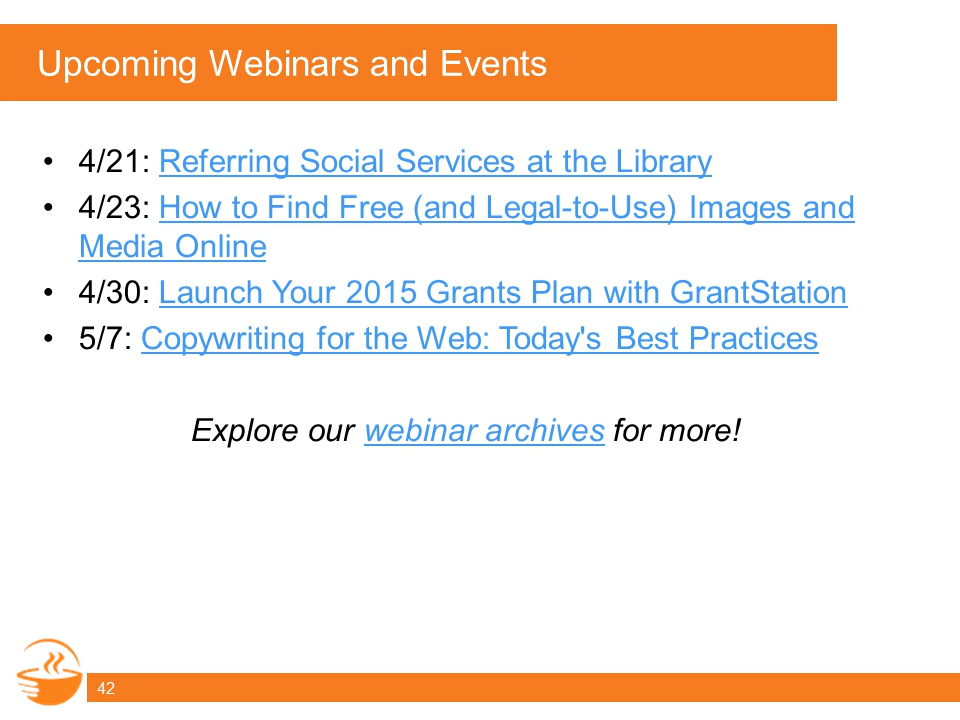 Upcoming Webinars and Events
• 4/21: Referring Social Services at the Library
• 4/23: How to Find Free (and Legal-to-Use) Images and
Media Online
• 4/30: Launch Your 2015 Grants Plan with GrantStation
• 5/7: Copywriting for the Web: Today's Best Practices
Explore our webinar archives for more!
42